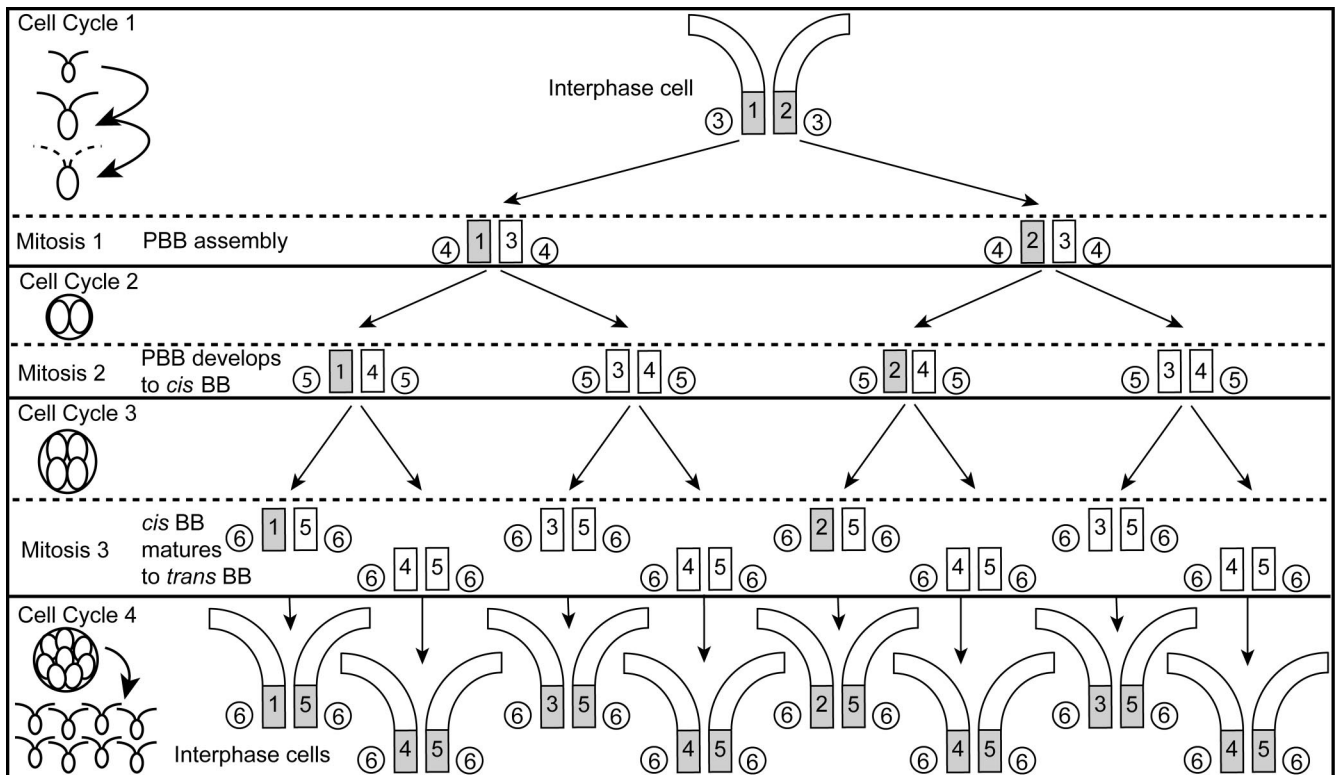 Cell Cycle 1
Interphase cell
3 1 2 3
Mitosis 1 PBB assembly 4 1 3 4 4 2 3 4
Cell Cycle 2
Mitosis 2
PBB develops
to cis BB
5 1 4 5 5 3 4 5 5 2 4 5 5 3 4 5
Cell Cycle 3
Mitosis 3
cis BB
matures
to trans BB
6 1 5 6 6 3 5 6 6 2 5 6 6 3 5 6
6 4 5 6 6 4 5 6 6 4 5 6 6 4 5 6
Cell Cycle 4
6 1 5 6 6 3 5 6 6 2 5 6 6 3 5 6
Interphase cells 6 4 5 6 6 4 5 6 6 4 5 6 6 4 5 6